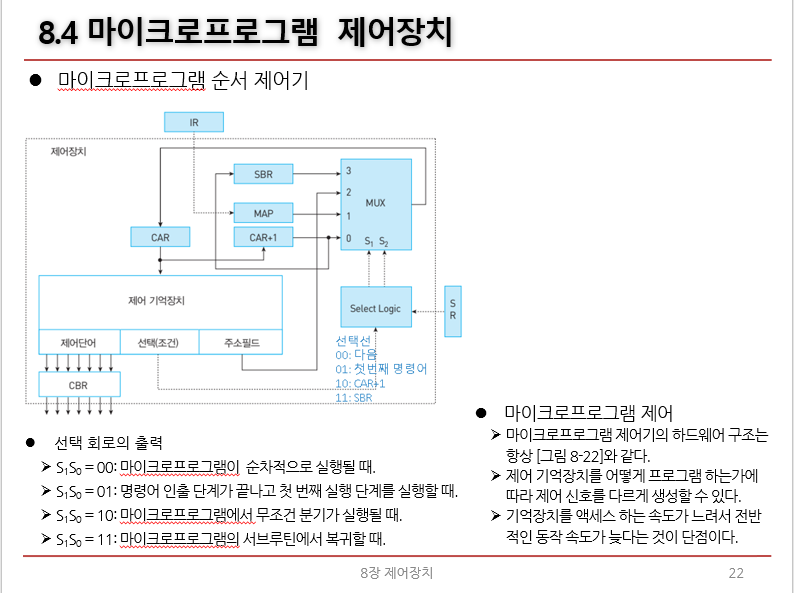 8.4 마이크로프로그램 제어장치
● 마이크로프로그램 순서 제어기
IR
제어장치
SBR
MAP
CAR
CAR+1
3
2
1
0
MUX
S₁ S₂
제어 기억장치
제어단어
선택(조건)
주소필드
CBR
Select Logic
S
R
선택선
00: 다음
01: 첫번째 명령어
10: CAR+1
11: SBR
● 선택 회로의 출력
➢ S₁S₀ = 00: 마이크로프로그램이 순차적으로 실행될 때.
➢ S₁S₀ = 01: 명령어 인출 단계가 끝나고 첫 번째 실행 단계를 실행할 때.
➢ S₁S₀ = 10: 마이크로프로그램에서 무조건 분기가 실행될 때.
➢ S₁S₀ = 11: 마이크로프로그램의 서브루틴에서 복귀할 때.
● 마이크로프로그램 제어
➢ 마이크로프로그램 제어기의 하드웨어 구조는
항상 [그림 8-22]와 같다.
➢ 제어 기억장치를 어떻게 프로그램 하는가에
따라 제어 신호를 다르게 생성할 수 있다.
➢ 기억장치를 액세스 하는 속도가 느려서 전반
적인 동작 속도가 늦다는 것이 단점이다.
8장 제어장치
22